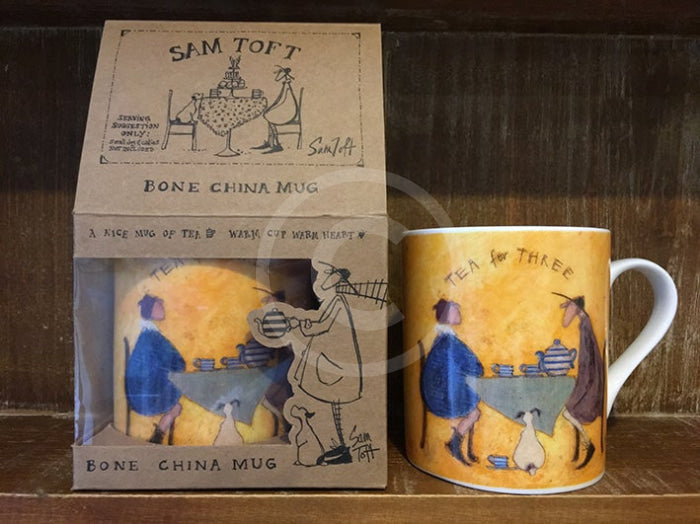 SAM TOFT
SERVING
SUGGESTION
ONLY:
Sam Toft
BONE CHINA MUG
A NICE MUG OF TEA WARM CUP WARM HEART
TEA
BONE CHINA MUG
Sam
Toft
TEA for THREE